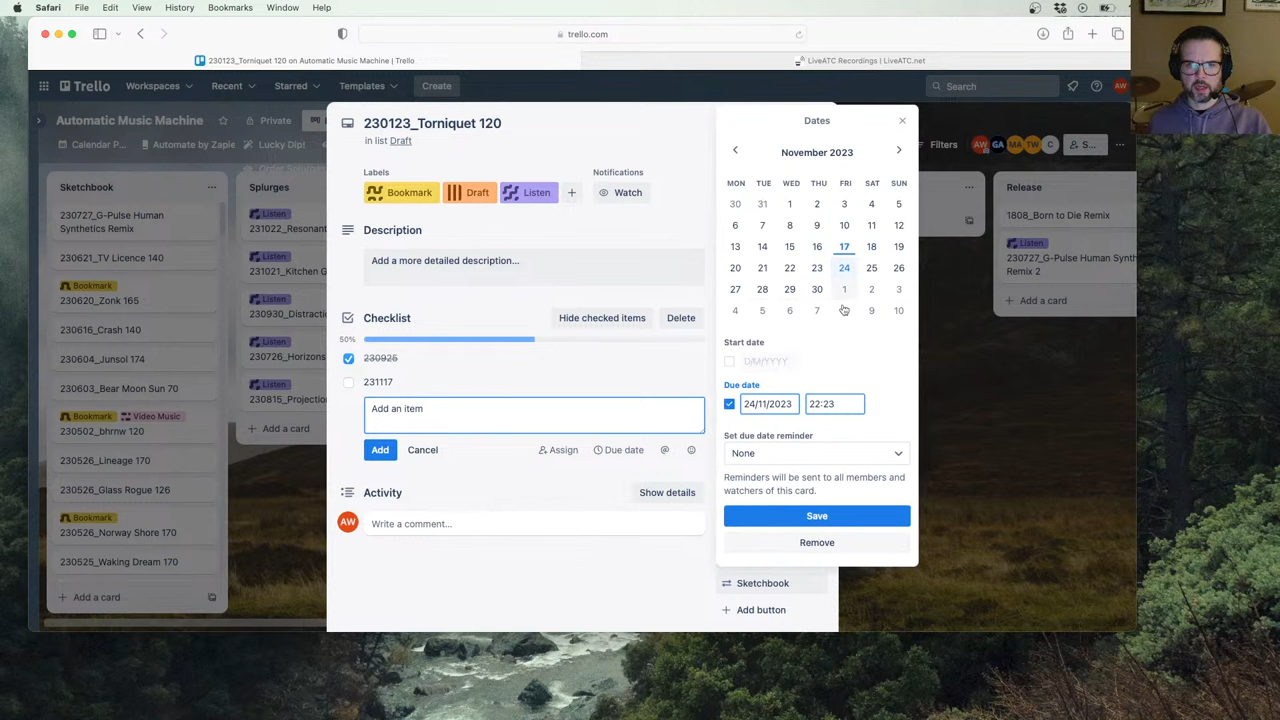 Safari File Edit View History Bookmarks Window Help
trello.com
230123_Torniquet 120 on Automatic Music Machine | Trello
LiveATC Recordings | LiveATC.net
Trello Workspaces Recent Starred Templates Create Search AW
Automatic Music Machine Private Calendar P... Automate by Zapie Lucky Dip! Filters AW GA MA TW C S...
Sketchbook
230727_G-Pulse Human
Synthetics Remix
230621_TV Licence 140
Bookmark
230620_Zonk 165
230616_Crash 140
230604_Junsol 174
230603_Bear Moon Sun 70
Bookmark Video Music
230502_bhrnw 120
230526_Lineage 170
230526_Glass Rogue 126
Bookmark
230526_Norway Shore 170
230525_Waking Dream 170
Add a card
Splurges
Listen
231022_Resonant
Listen
231021_Kitchen G
Listen
230930_Distractic
Listen
230726_Horizons
Listen
230815_Projection
Add a card
230123_Torniquet 120
in list Draft
Labels
Bookmark Draft Listen
Notifications
Watch
Description
Add a more detailed description...
Checklist Hide checked items Delete
50%
230925
231117
Add an item
Add Cancel Assign Due date
Activity Show details
AW Write a comment...
Dates
November 2023
MON TUE WED THU FRI SAT SUN
30 31 1 2 3 4 5
6 7 8 9 10 11 12
13 14 15 16 17 18 19
20 21 22 23 24 25 26
27 28 29 30 1 2 3
4 5 6 7 9 10
Start date
D/M/YYYY
Due date
24/11/2023 22:23
Set due date reminder
None
Reminders will be sent to all members and
watchers of this card.
Save
Remove
Sketchbook
Add button
Release
1808_Born to Die Remix
Listen
230727_G-Pulse Human Synth
Remix 2
Add a card